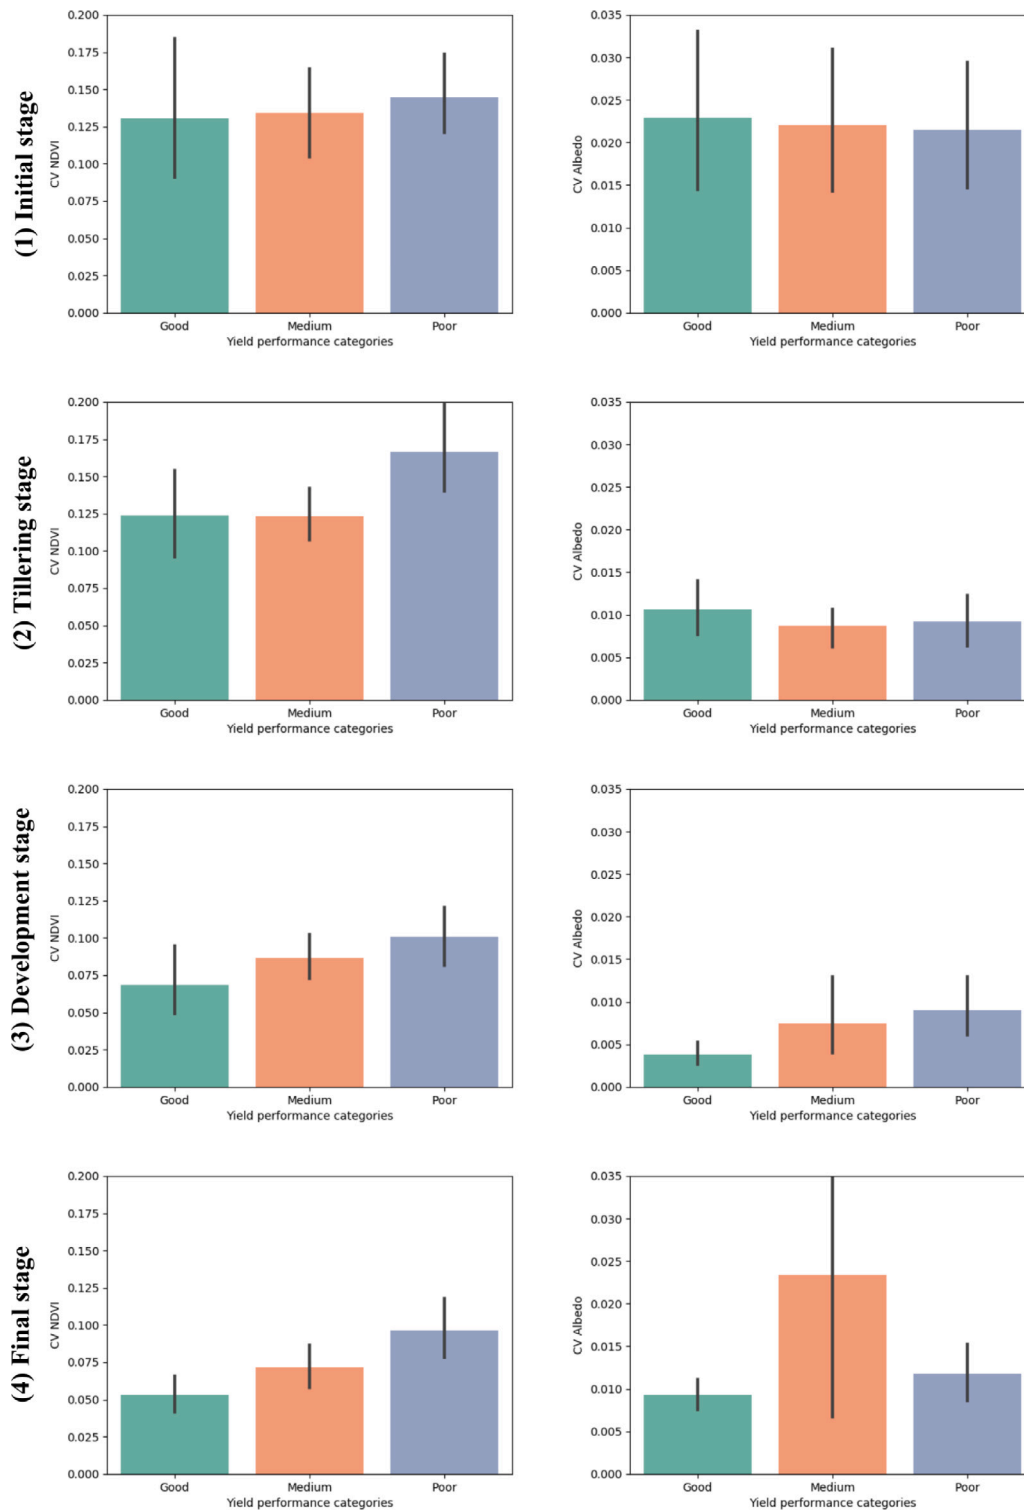 (1) Initial stage
CV NDVI
0.200
0.175
0.150
0.125
0.100
0.075
0.050
0.025
0.000
Good Medium Poor
Yield performance categories
CV Albedo
0.035
0.030
0.025
0.020
0.015
0.010
0.005
0.000
Good Medium Poor
Yield performance categories
(2) Tillering stage
CV NDVI
0.200
0.175
0.150
0.125
0.100
0.075
0.050
0.025
0.000
Good Medium Poor
Yield performance categories
CV Albedo
0.035
0.030
0.025
0.020
0.015
0.010
0.005
0.000
Good Medium Poor
Yield performance categories
(3) Development stage
CV NDVI
0.200
0.175
0.150
0.125
0.100
0.075
0.050
0.025
0.000
Good Medium Poor
Yield performance categories
CV Albedo
0.035
0.030
0.025
0.020
0.015
0.010
0.005
0.000
Good Medium Poor
Yield performance categories
(4) Final stage
CV NDVI
0.200
0.175
0.150
0.125
0.100
0.075
0.050
0.025
0.000
Good Medium Poor
Yield performance categories
CV Albedo
0.035
0.030
0.025
0.020
0.015
0.010
0.005
0.000
Good Medium Poor
Yield performance categories